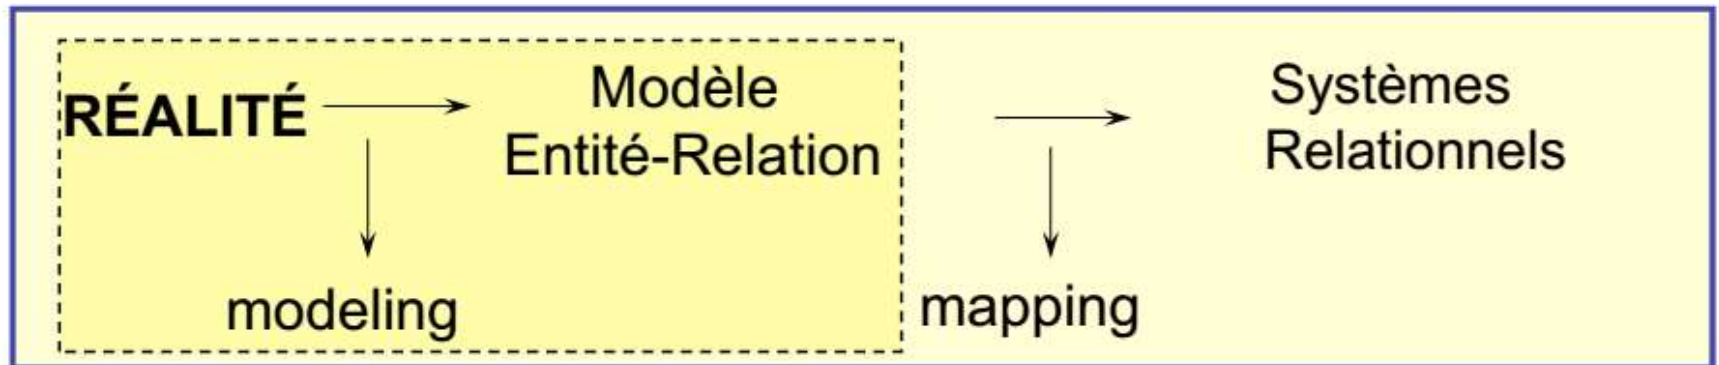 RÉALITÉ
Modèle
Entité-Relation
Systèmes
Relationnels
modeling
mapping